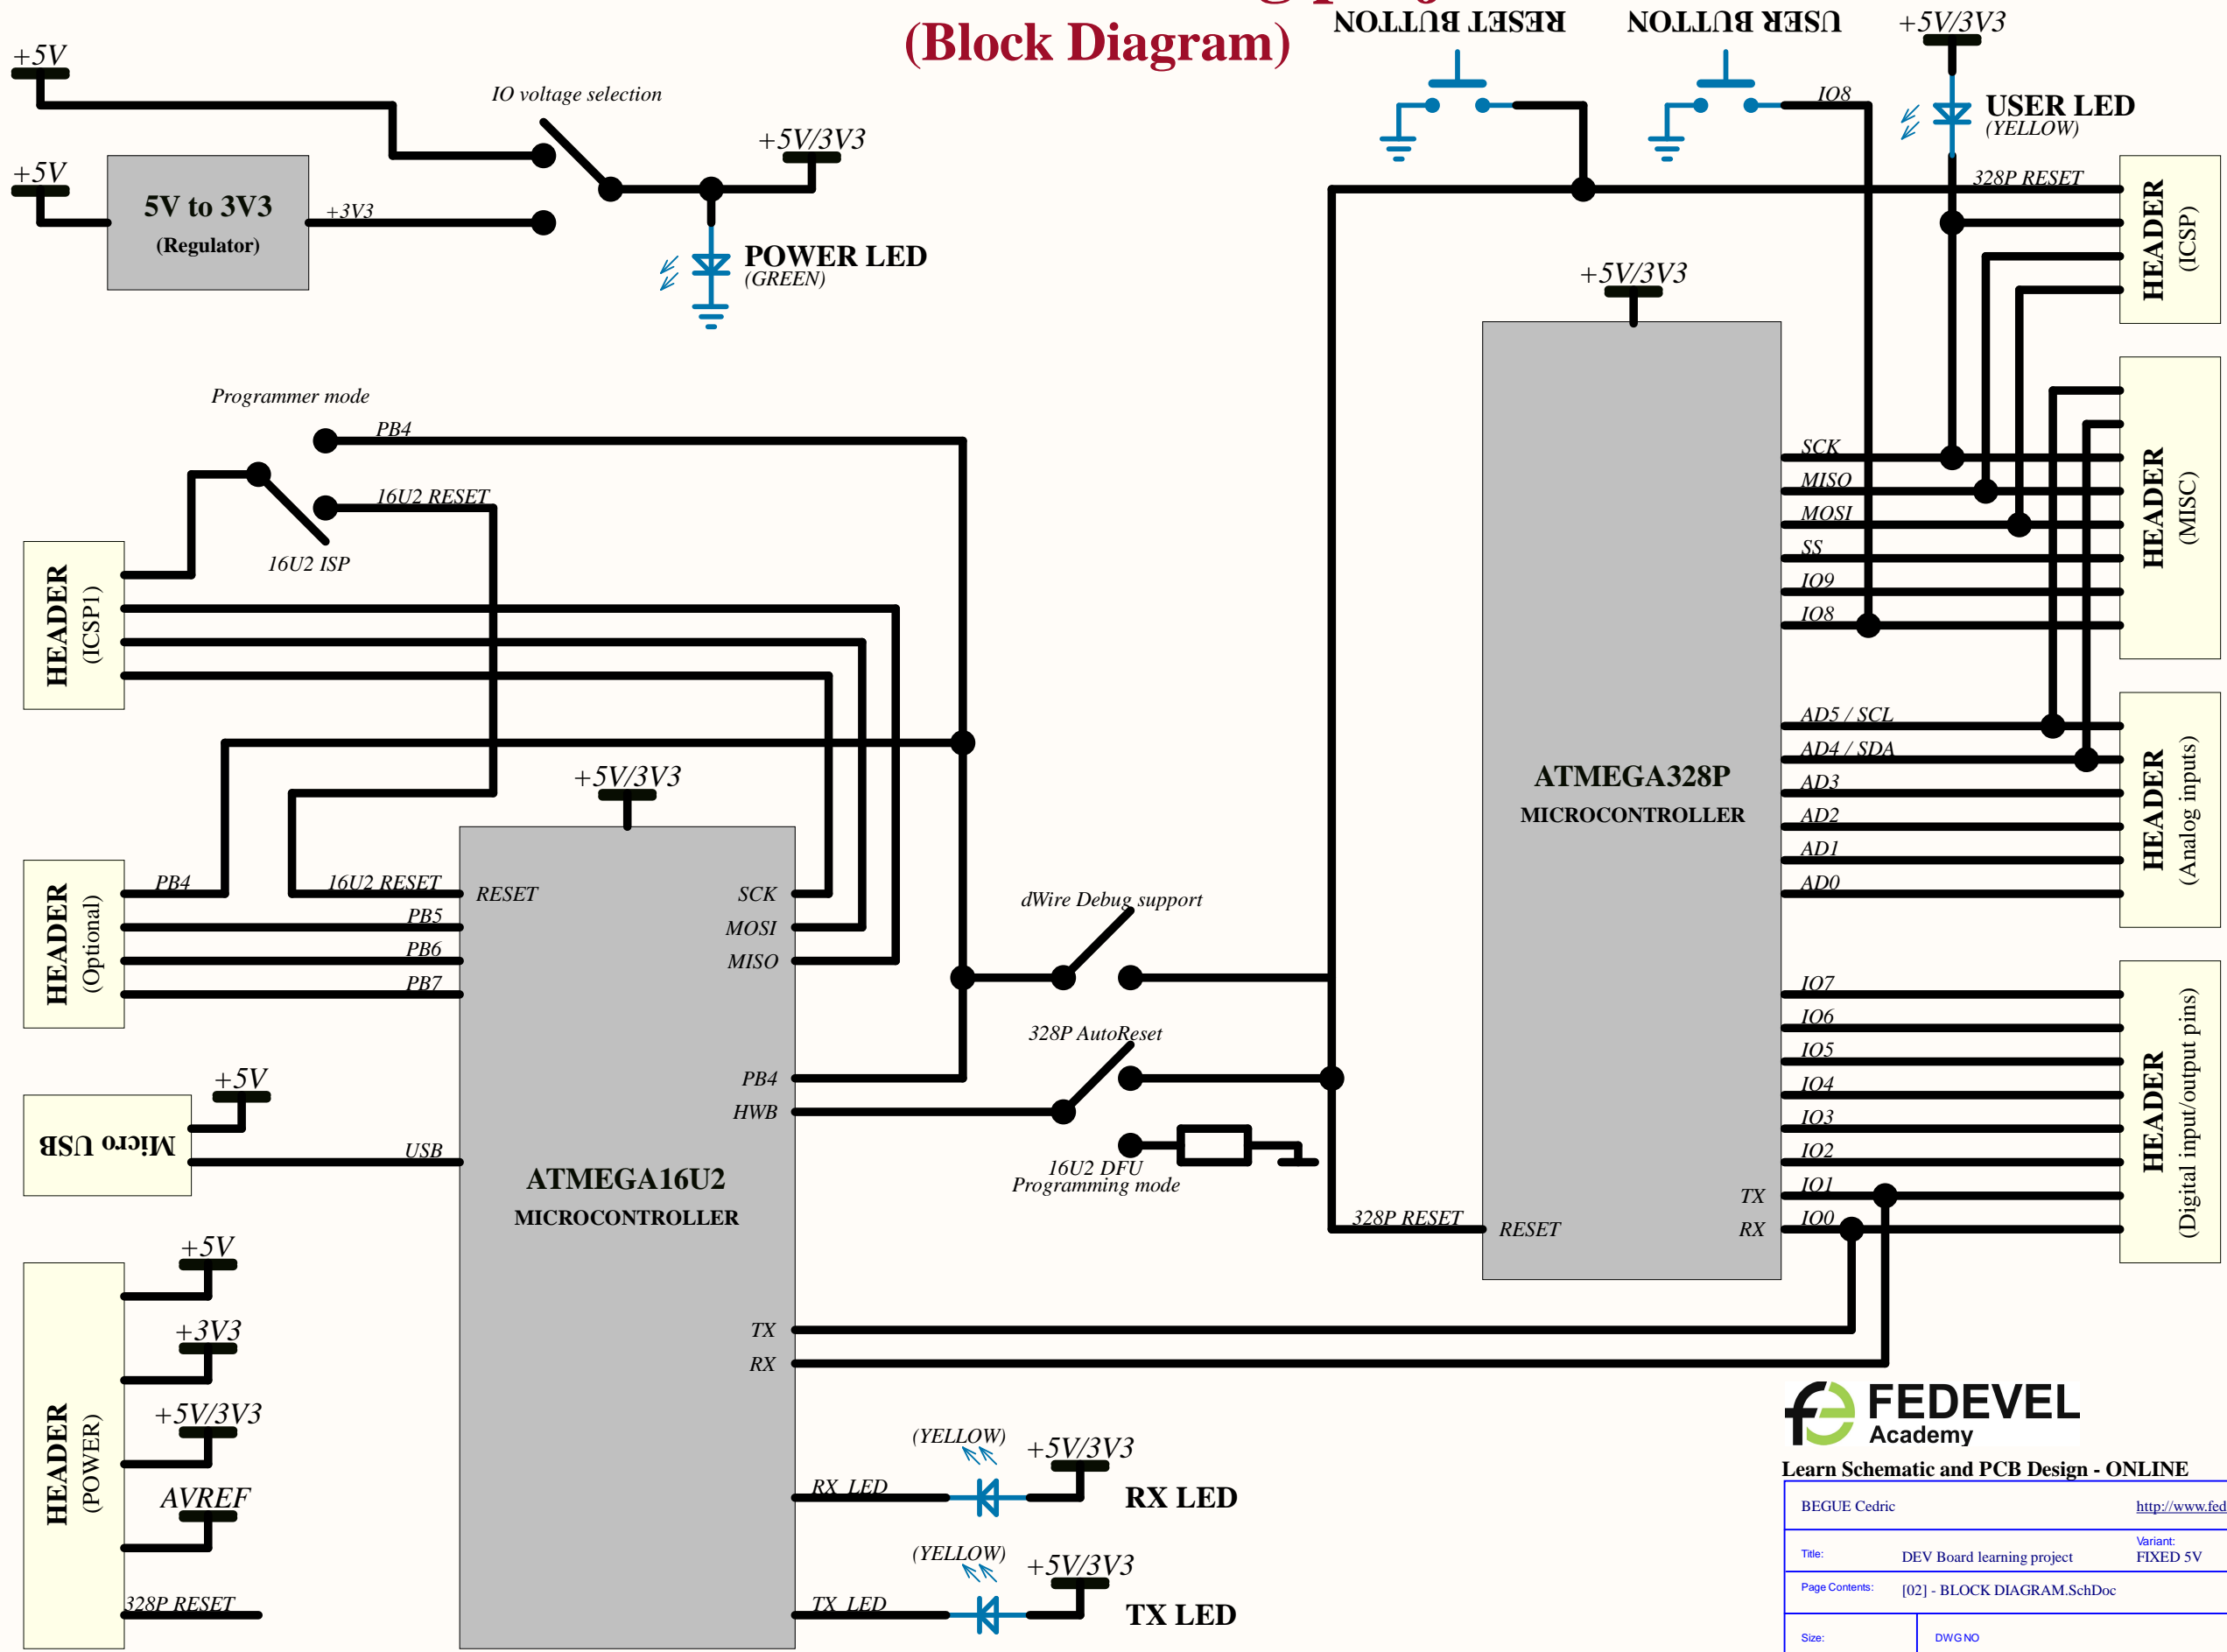 (Block Diagram)
RESET BUTTON
USER BUTTON
+5V/3V3
+5V
IO voltage selection
IO8
USER LED
(YELLOW)
+5V/3V3
+5V
5V to 3V3
(Regulator)
+3V3
POWER LED
(GREEN)
328P RESET
HEADER
(ICSP)
+5V/3V3
Programmer mode
PB4
16U2 RESET
16U2 ISP
HEADER
(ICSP1)
SCK
MISO
MOSI
SS
IO9
IO8
HEADER
(MISC)
AD5 / SCL
AD4 / SDA
AD3
AD2
AD1
AD0
HEADER
(Analog inputs)
ATMEGA328P
MICROCONTROLLER
+5V/3V3
HEADER
(Optional)
PB4
16U2 RESET
PB5
PB6
PB7
RESET
SCK
MOSI
MISO
dWire Debug support
328P AutoReset
PB4
HWB
16U2 DFU
Programming mode
IO7
IO6
IO5
IO4
IO3
IO2
TX
IO1
RX
IO0
HEADER
(Digital input/output pins)
328P RESET
RESET
+5V
Micro USB
USB
ATMEGA16U2
MICROCONTROLLER
TX
RX
HEADER
(POWER)
+5V
+3V3
+5V/3V3
AVREF
328P RESET
(YELLOW)
+5V/3V3
RX LED
RX LED
(YELLOW)
+5V/3V3
TX LED
TX LED
FEDEVEL
Academy
Learn Schematic and PCB Design - ONLINE
BEGUE Cedric
http://www.fed
Title:
DEV Board learning project
Variant:
FIXED 5V
Page Contents:
[02] - BLOCK DIAGRAM.SchDoc
Size:
DWG NO